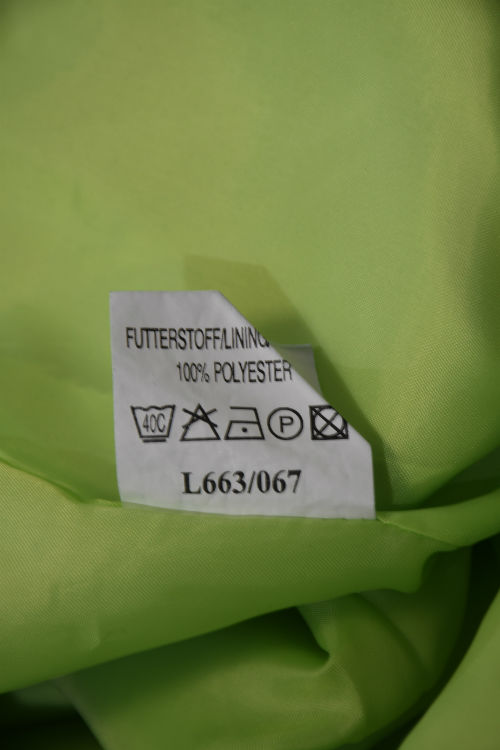 FUTTERSTOFF/LINING
100% POLYESTER
40C P
L663/067